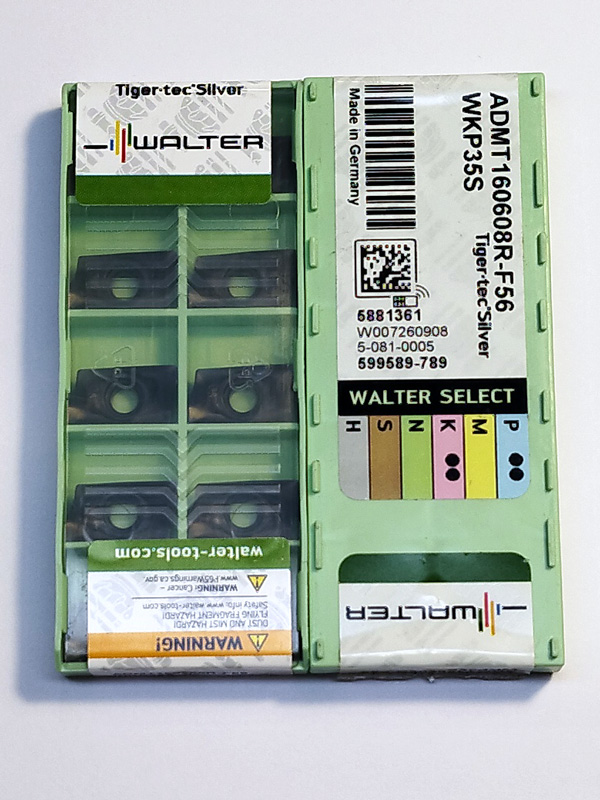 Tiger·tec®Silver
WALTER
walter-tools.com
WARNING!
DUST AND MIST HAZARD!
FLYING FRAGMENT HAZARD!
Safety info: www.walter-tools.com
WARNING: Cancer –
www.P65Warnings.ca.gov
ADMT160608R-F56
WKP35S
Tiger·tec®Silver
Made in Germany
5881361
W007260908
5-081-0005
599589-789
WALTER SELECT
H S N K M P
WALTER